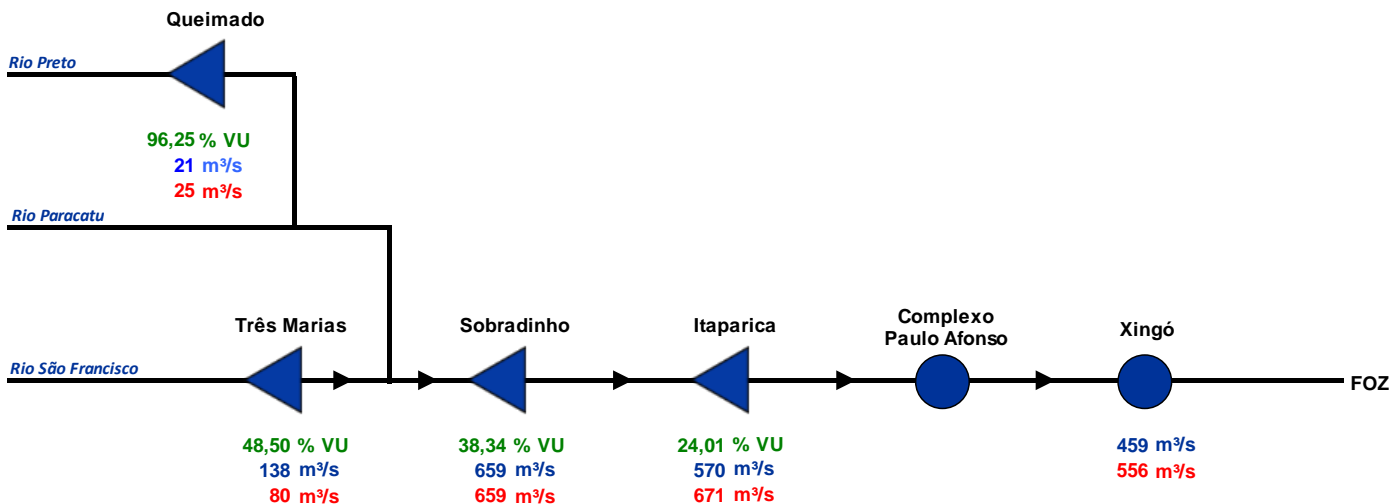 Queimado
Rio Preto
96,25 % VU
21 m³/s
25 m³/s
Rio Paracatu
Três Marias
Sobradinho
Itaparica
Complexo
Paulo Afonso
Xingó
Rio São Francisco
FOZ
48,50 % VU
138 m³/s
80 m³/s
38,34 % VU
659 m³/s
659 m³/s
24,01 % VU
570 m³/s
671 m³/s
459 m³/s
556 m³/s